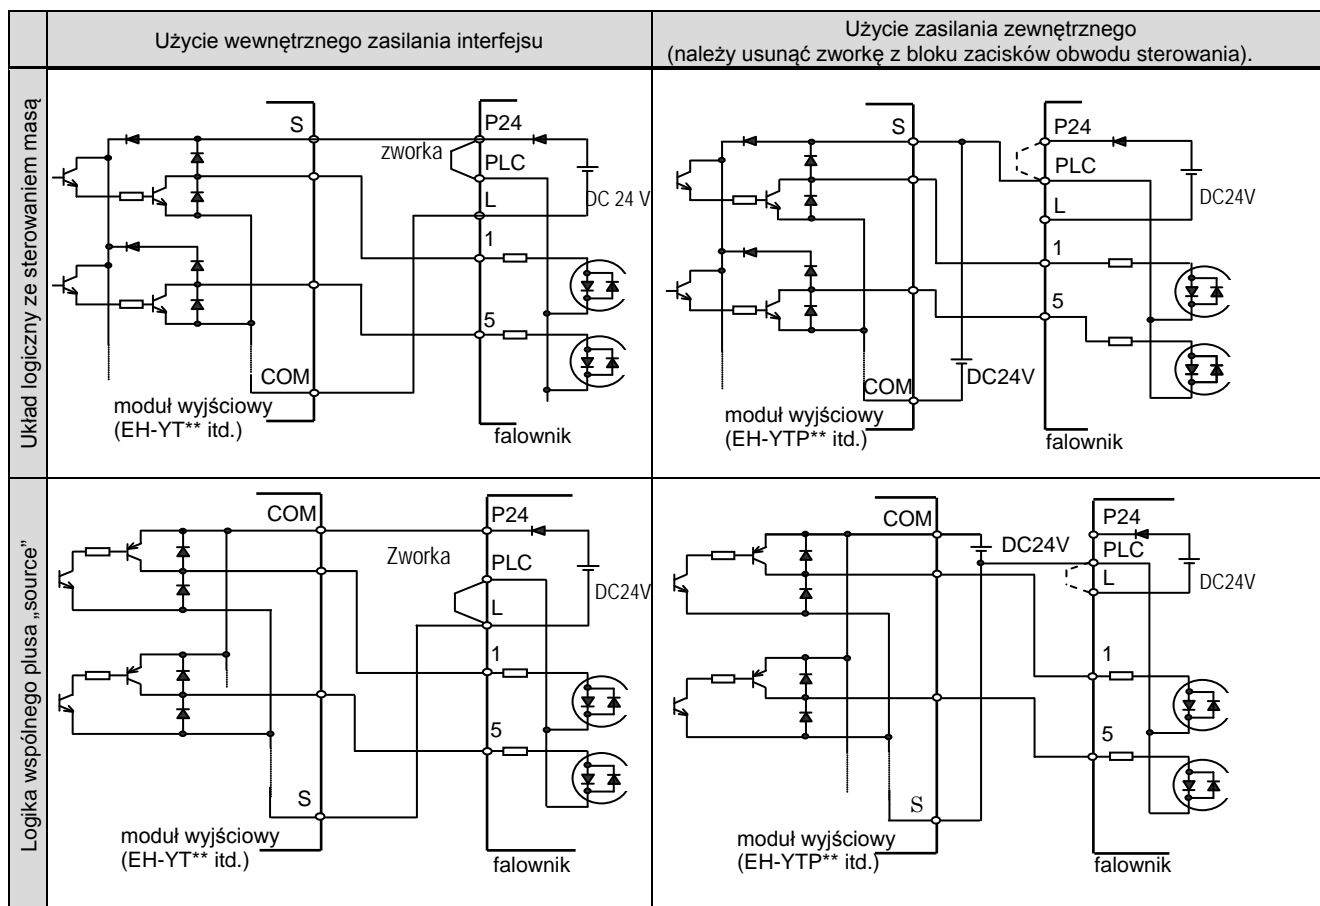 Użycie wewnętrznego zasilania interfejsu
Użycie zasilania zewnętrznego
(należy usunąć zworkę z bloku zacisków obwodu sterowania).
Układ logiczny ze sterowaniem masą
S
P24
zworka
PLC
DC 24 V
L
1
5
COM
moduł wyjściowy
(EH-YT** itd.)
falownik
S
P24
PLC
DC24V
L
1
5
DC24V
COM
moduł wyjściowy
(EH-YTP** itd.)
falownik
Logika wspólnego plusa „source”
COM
P24
Zworka
PLC
DC24V
L
1
5
S
moduł wyjściowy
(EH-YT** itd.)
falownik
COM
P24
DC24V
PLC
L
DC24V
1
5
S
moduł wyjściowy
(EH-YTP** itd.)
falownik